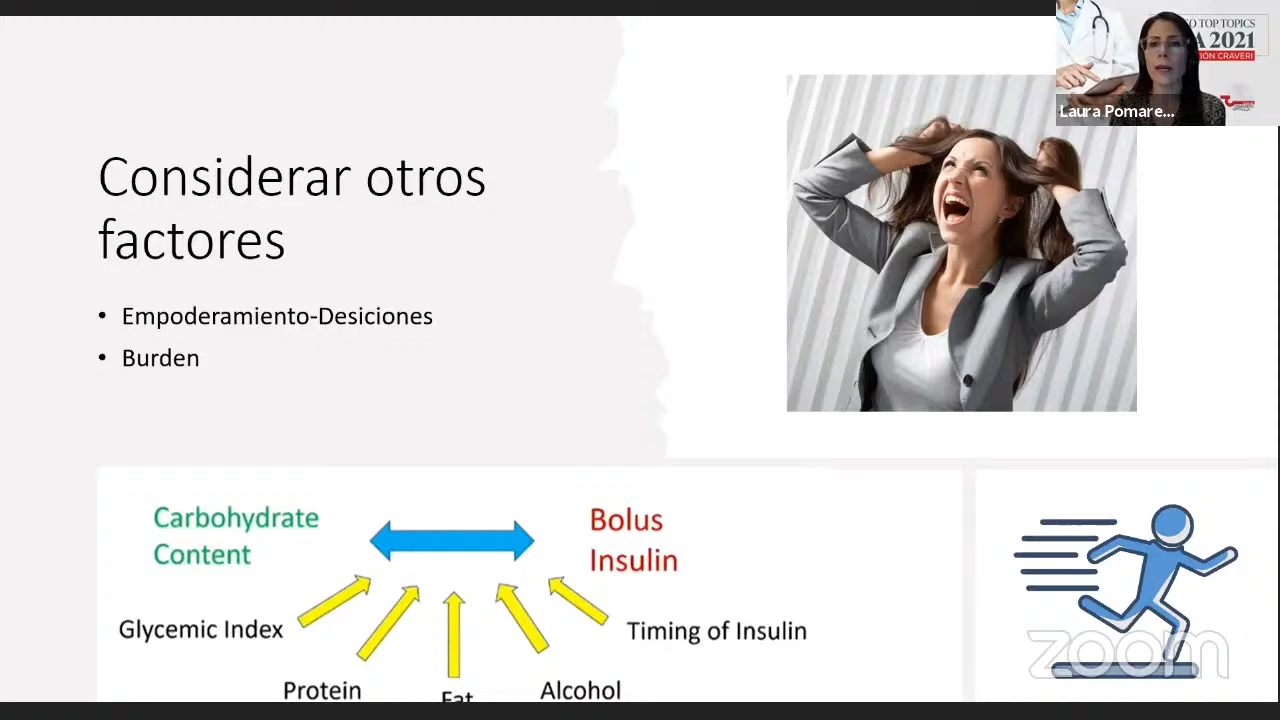 O TOP TOPICS
A 2021
ION CRAVERI
Laura Pomare...
Considerar otros
factores
• Empoderamiento-Desiciones
• Burden
Carbohydrate
Content
Bolus
Insulin
Glycemic Index
Timing of Insulin
Protein
Fat
Alcohol
zoom